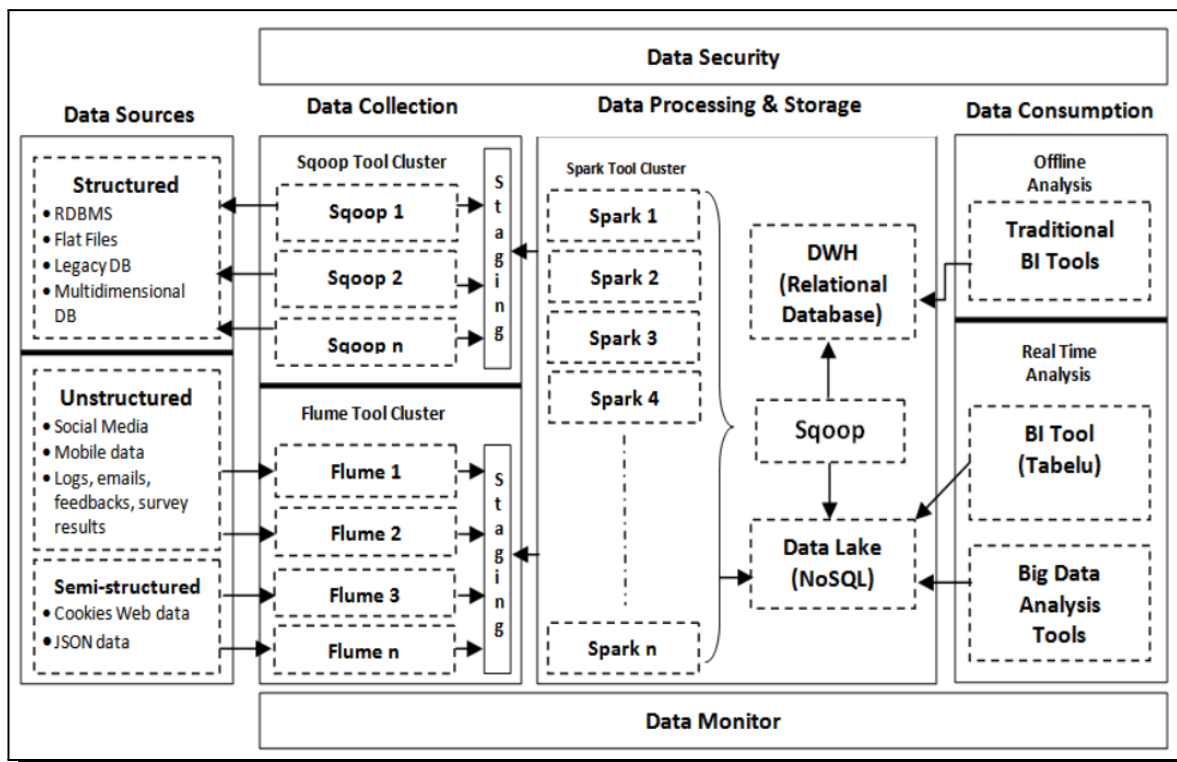 Data Security
Data Sources
Data Collection
Data Processing & Storage
Data Consumption
Structured
• RDBMS
• Flat Files
• Legacy DB
• Multidimensional
DB
Unstructured
• Social Media
• Mobile data
• Logs, emails,
feedbacks, survey
results
Semi-structured
• Cookies Web data
• JSON data
Sqoop Tool Cluster
Sqoop 1
Sqoop 2
Sqoop n
Staging
Flume Tool Cluster
Flume 1
Flume 2
Flume 3
Flume n
Staging
Spark Tool Cluster
Spark 1
Spark 2
Spark 3
Spark 4
Spark n
DWH
(Relational
Database)
Sqoop
Data Lake
(NoSQL)
Offline
Analysis
Traditional
BI Tools
Real Time
Analysis
BI Tool
(Tabelu)
Big Data
Analysis
Tools
Data Monitor